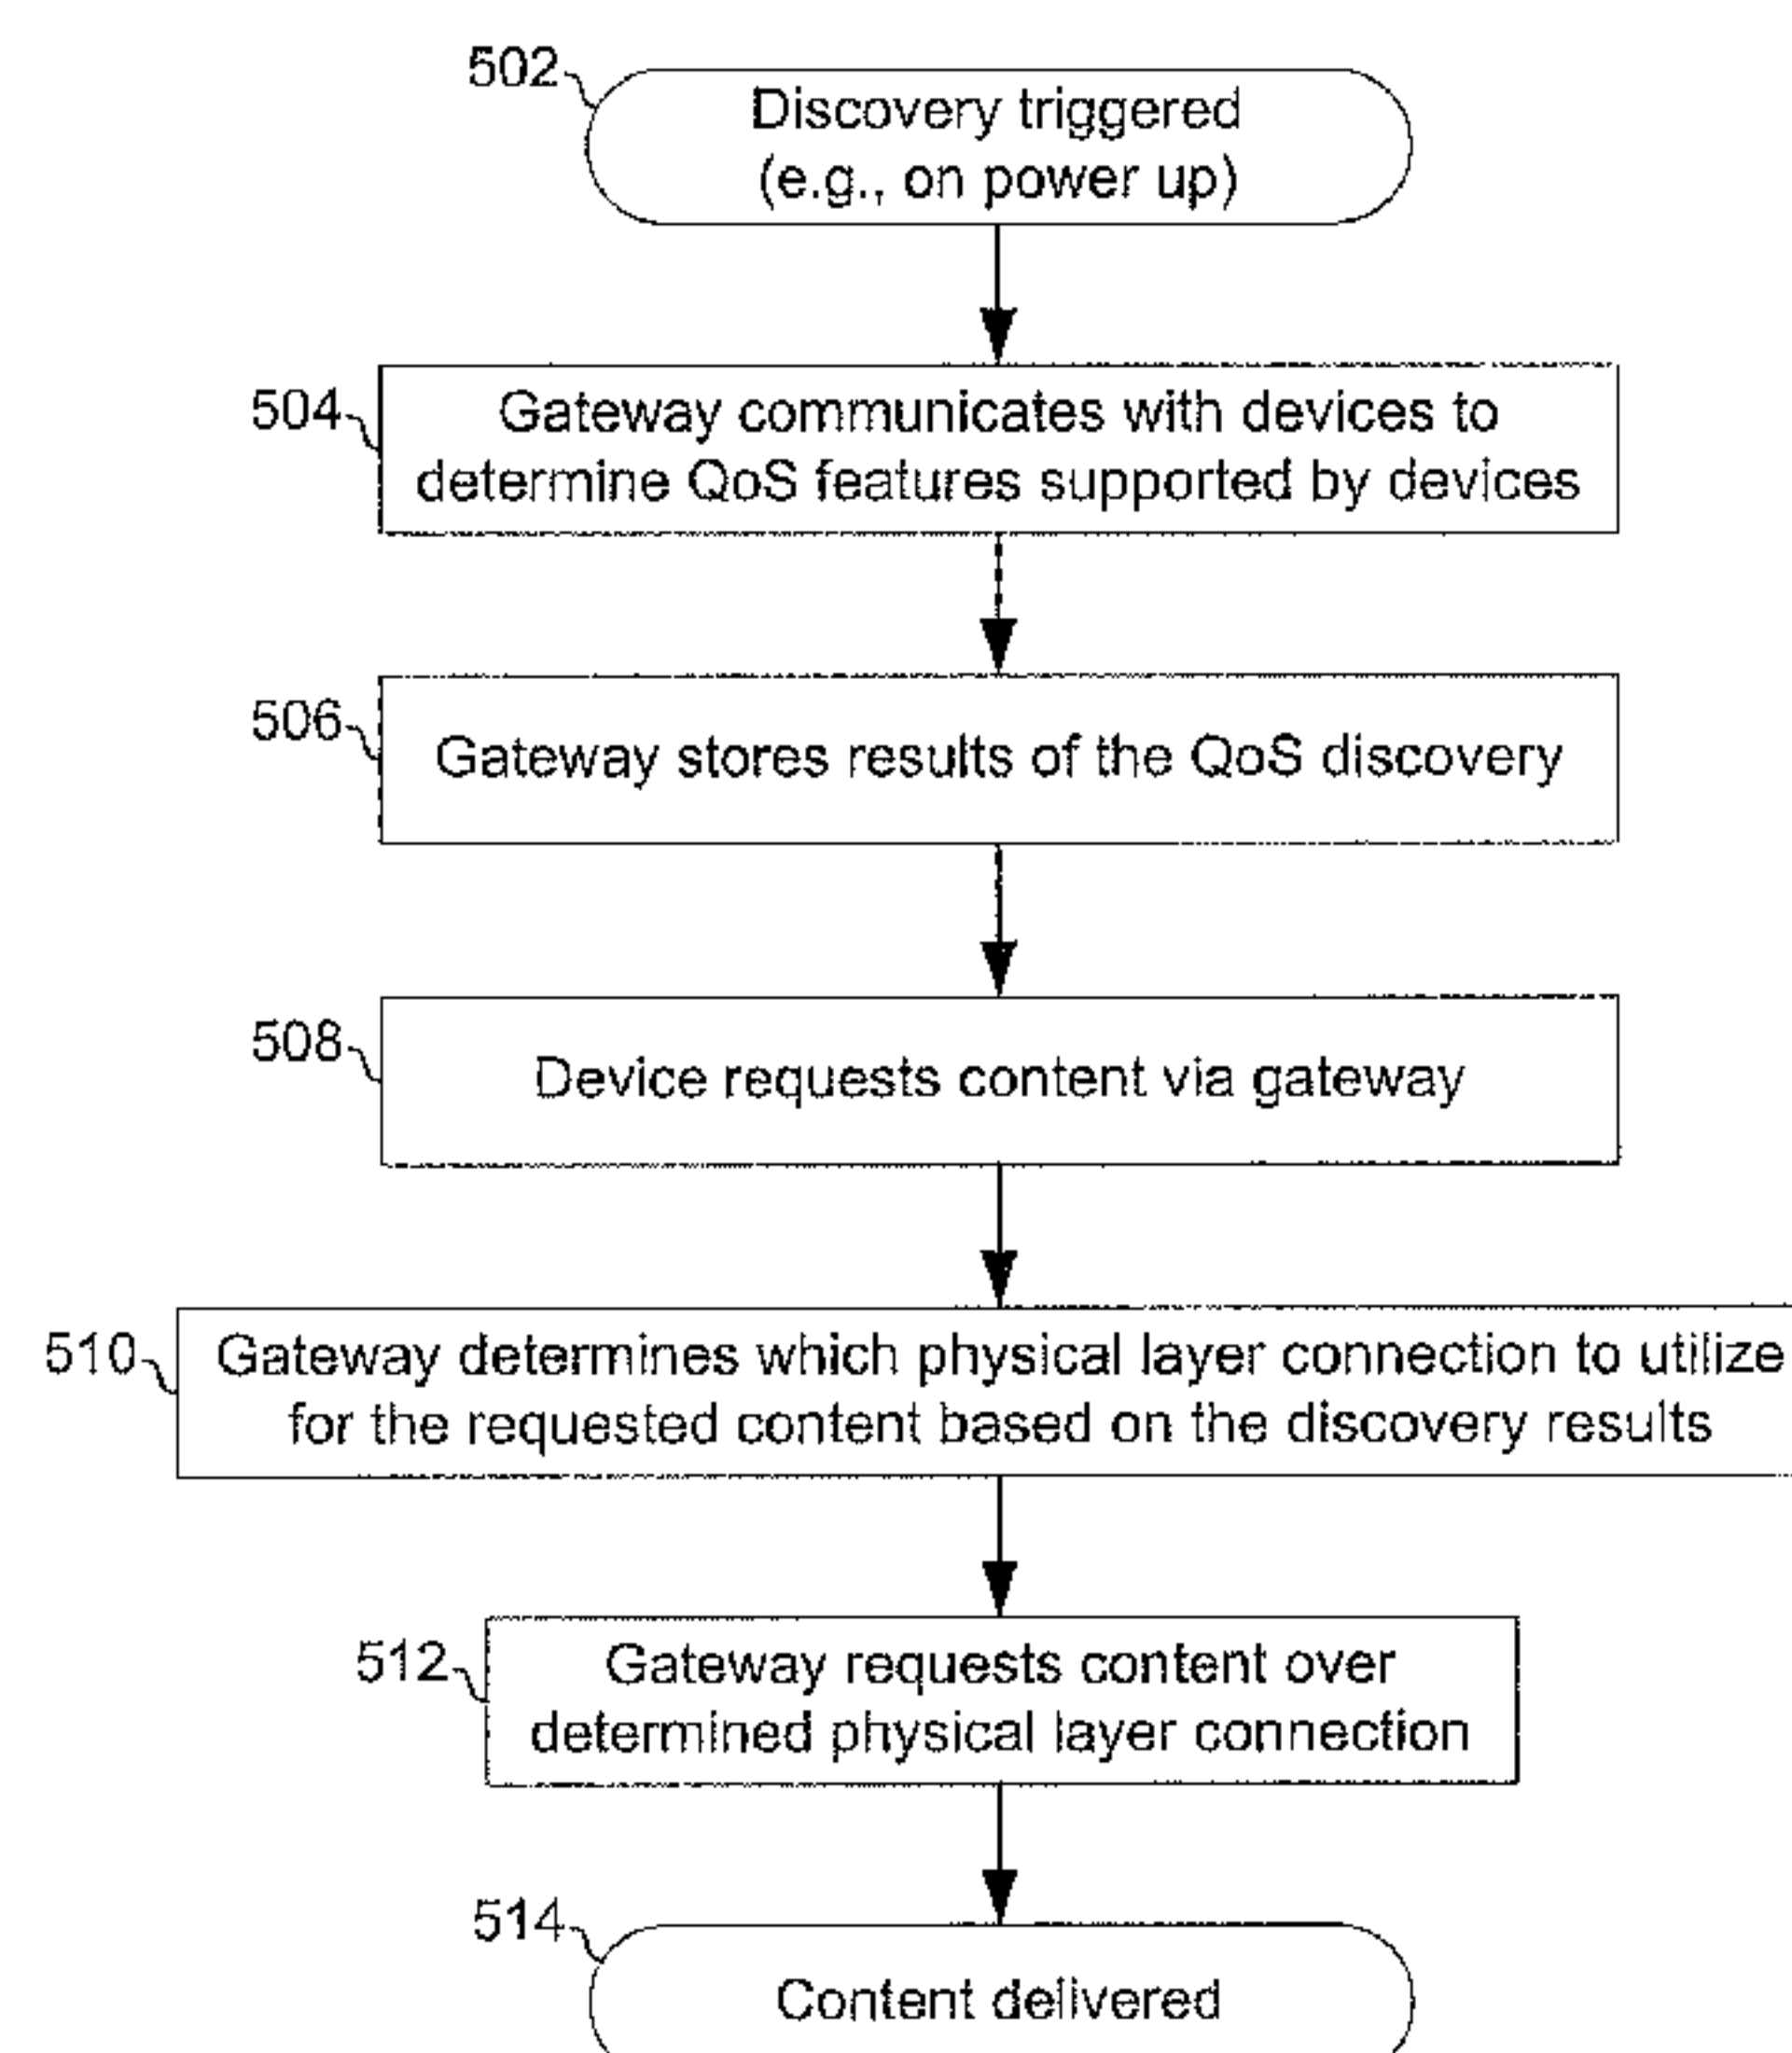 502
Discovery triggered
(e.g., on power up)
504
Gateway communicates with devices to
determine QoS features supported by devices
506
Gateway stores results of the QoS discovery
508
Device requests content via gateway
510
Gateway determines which physical layer connection to utilize
for the requested content based on the discovery results
512
Gateway requests content over
determined physical layer connection
514
Content delivered